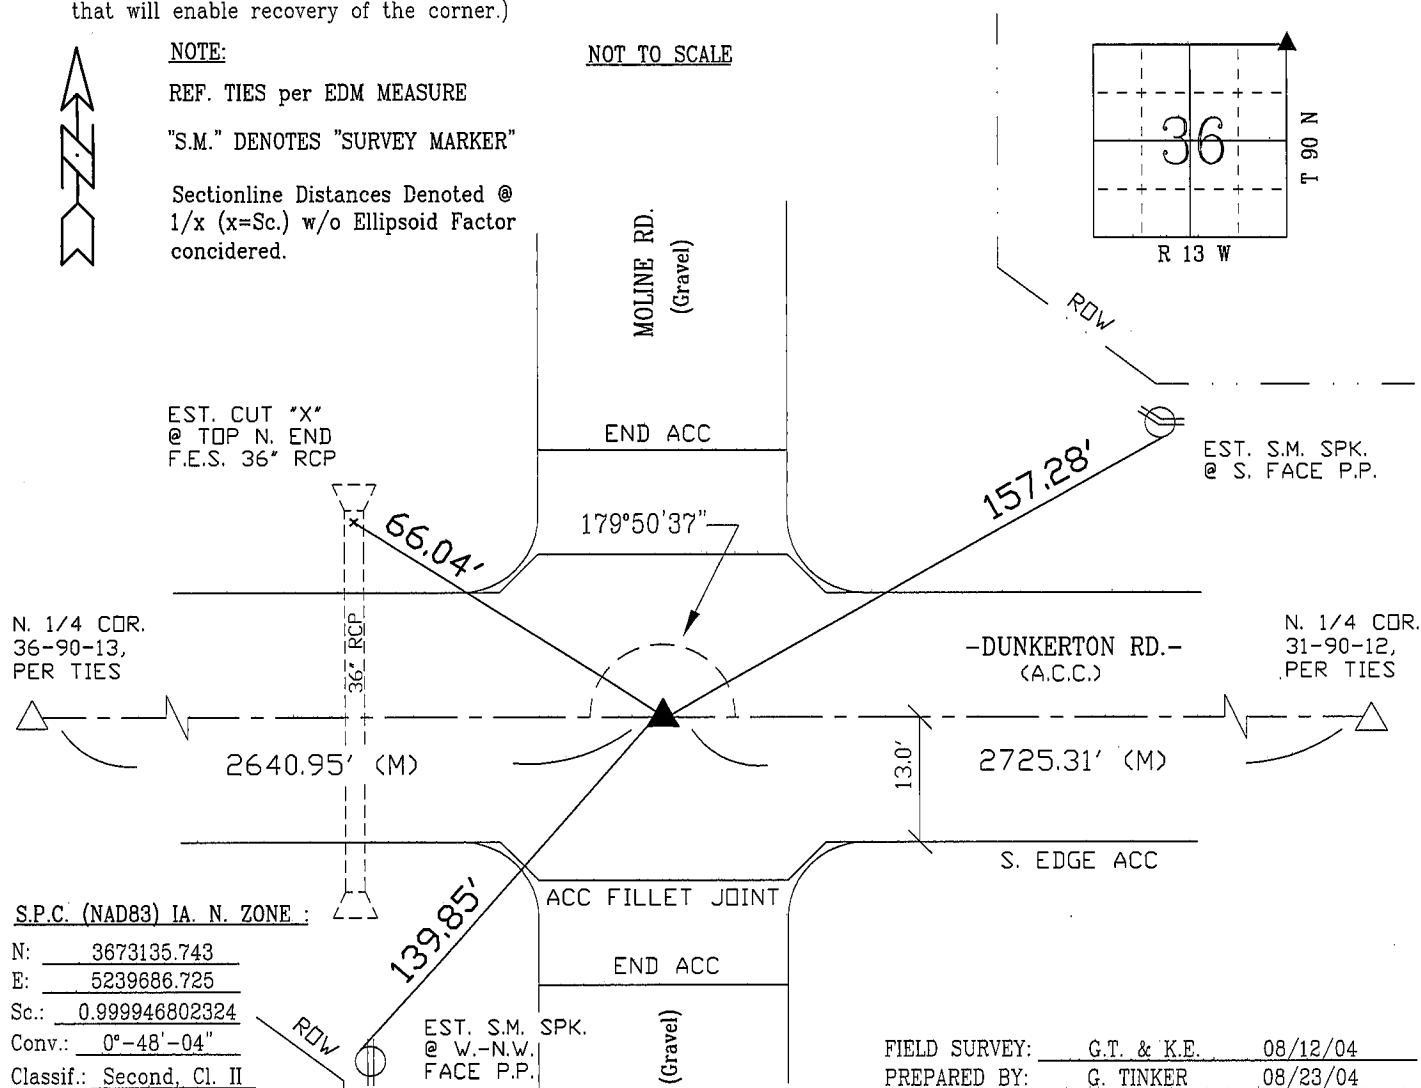 that will enable recovery of the corner.)
NOTE:
NOT TO SCALE
REF. TIES per EDM MEASURE
"S.M." DENOTES "SURVEY MARKER"
Sectionline Distances Denoted @
1/x (x=Sc.) w/o Ellipsoid Factor
concidered.
N
36
T 90 N
R 13 W
MOLINE RD.
(Gravel)
ROW
EST. CUT "X"
@ TOP N. END
F.E.S. 36" RCP
END ACC
EST. S.M. SPK.
@ S. FACE P.P.
157.28'
66.04'
179°50'37"
x
N. 1/4 COR.
36-90-13,
PER TIES
36" RCP
-DUNKERTON RD.-
(A.C.C.)
N. 1/4 COR.
31-90-12,
PER TIES
2640.95' (M)
13.0'
2725.31' (M)
S. EDGE ACC
ACC FILLET JOINT
139.85'
END ACC
S.P.C. (NAD83) IA. N. ZONE :
N: 3673135.743
E: 5239686.725
Sc.: 0.999946802324
Conv.: 0°-48'-04"
Classif.: Second, Cl. II
ROW
EST. S.M. SPK.
@ W.-N.W.
FACE P.P.
(Gravel)
FIELD SURVEY: G.T. & K.E. 08/12/04
PREPARED BY: G. TINKER 08/23/04